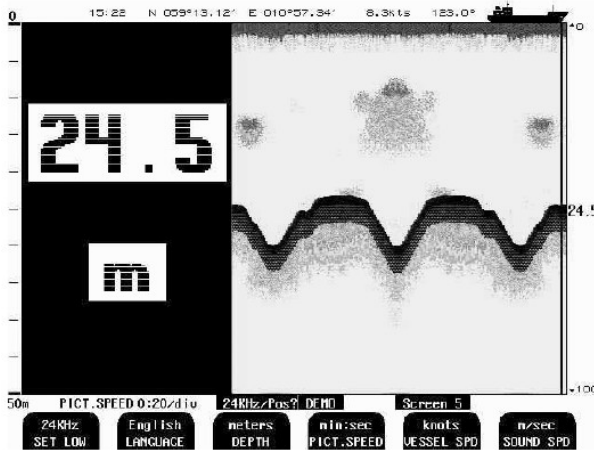 0 15:22 N 059°13.12' E 010°57.34' 8.3Kts 123.0°
0
24.5
24.5
m
50m PICT.SPEED 0:20/div 24KHz/Pos? DEMO Screen 5
100
24KHz English meters min:sec knots m/sec
SET LOW LANGUAGE DEPTH PICT.SPEED VESSEL SPD SOUND SPD